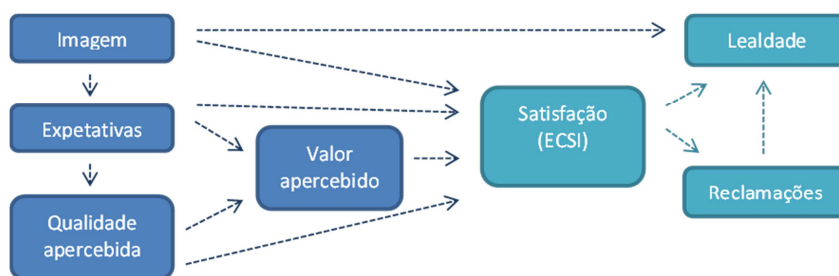 Imagem
Lealdade
Expetativas
Satisfação
(ECSI)
Valor
apercebido
Qualidade
apercebida
Reclamações